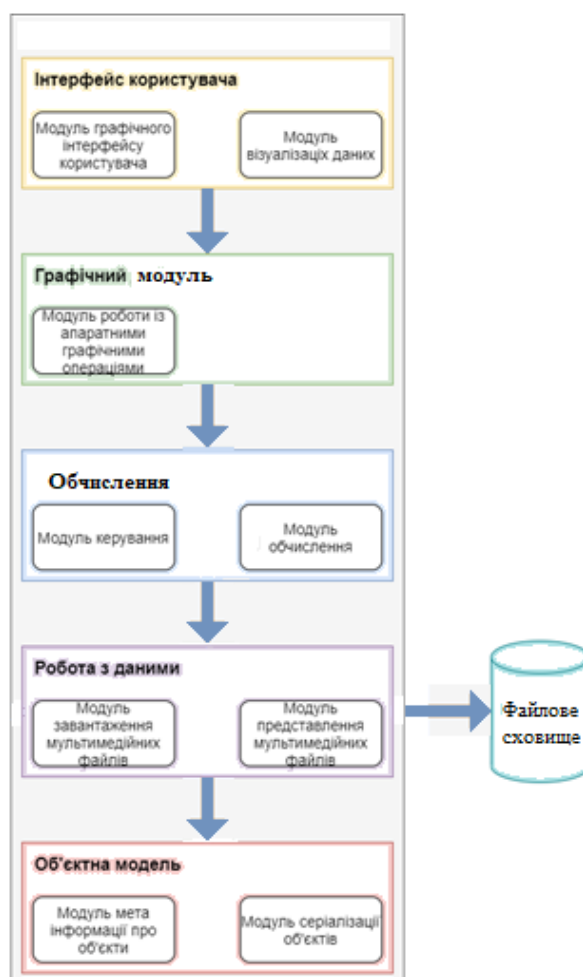 Інтерфейс користувача
Модуль графічного
інтерфейсу
користувача
Модуль
візуалізаціх даних
Графічний модуль
Модуль роботи із
апаратними
графічними
операціями
Обчислення
Модуль керування
Модуль
обчислення
Робота з даними
Модуль
завантаження
мультимедійних
файлів
Модуль
представлення
мультимедійних
файлів
Файлове
сховище
Об'єктна модель
Модуль мета
інформації про
об'єкти
Модуль серіалізації
об'єктів